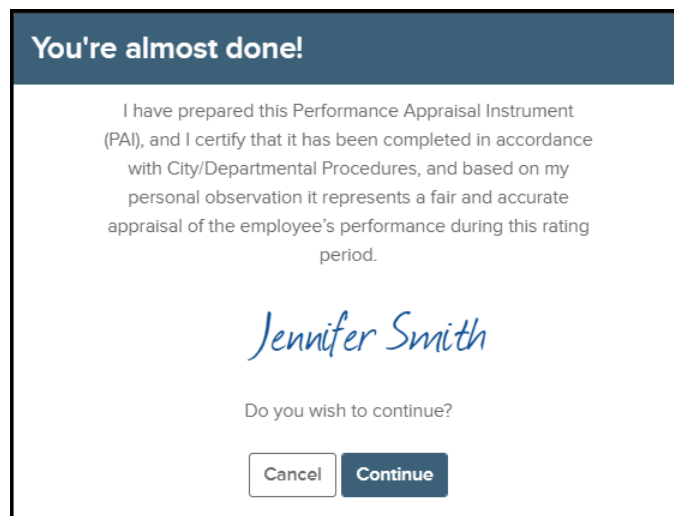 You're almost done!
I have prepared this Performance Appraisal Instrument
(PAI), and I certify that it has been completed in accordance
with City/Departmental Procedures, and based on my
personal observation it represents a fair and accurate
appraisal of the employee’s performance during this rating
period.
Jennifer Smith
Do you wish to continue?
Cancel Continue